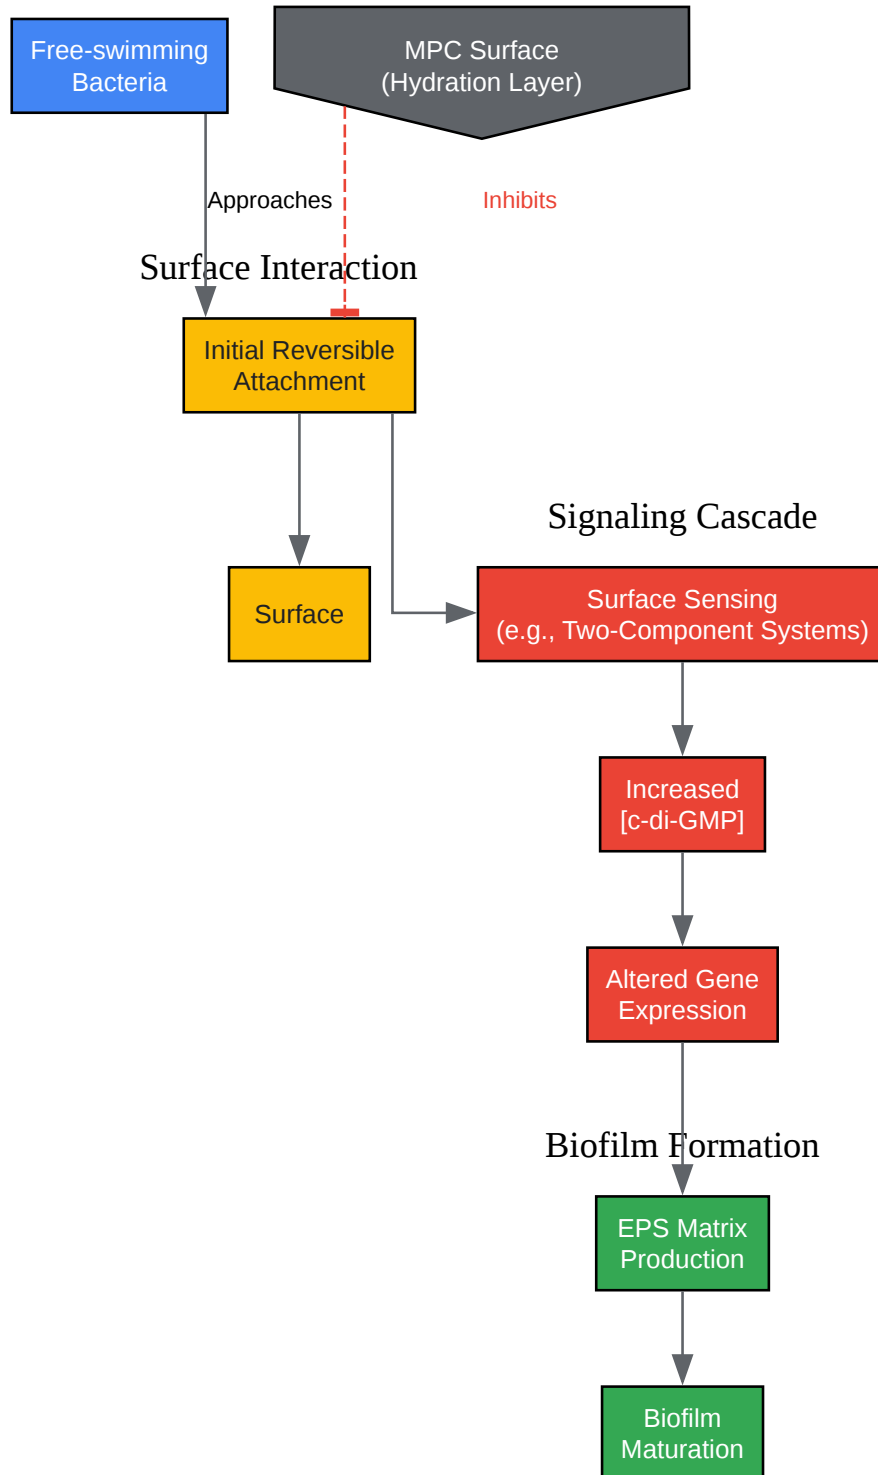 Free-swimming
Bacteria
MPC Surface
(Hydration Layer)
Approaches
Inhibits
Surface Interaction
Initial Reversible
Attachment
Signaling Cascade
Surface
Surface Sensing
(e.g., Two-Component Systems)
Increased
[c-di-GMP]
Altered Gene
Expression
Biofilm Formation
EPS Matrix
Production
Biofilm
Maturation